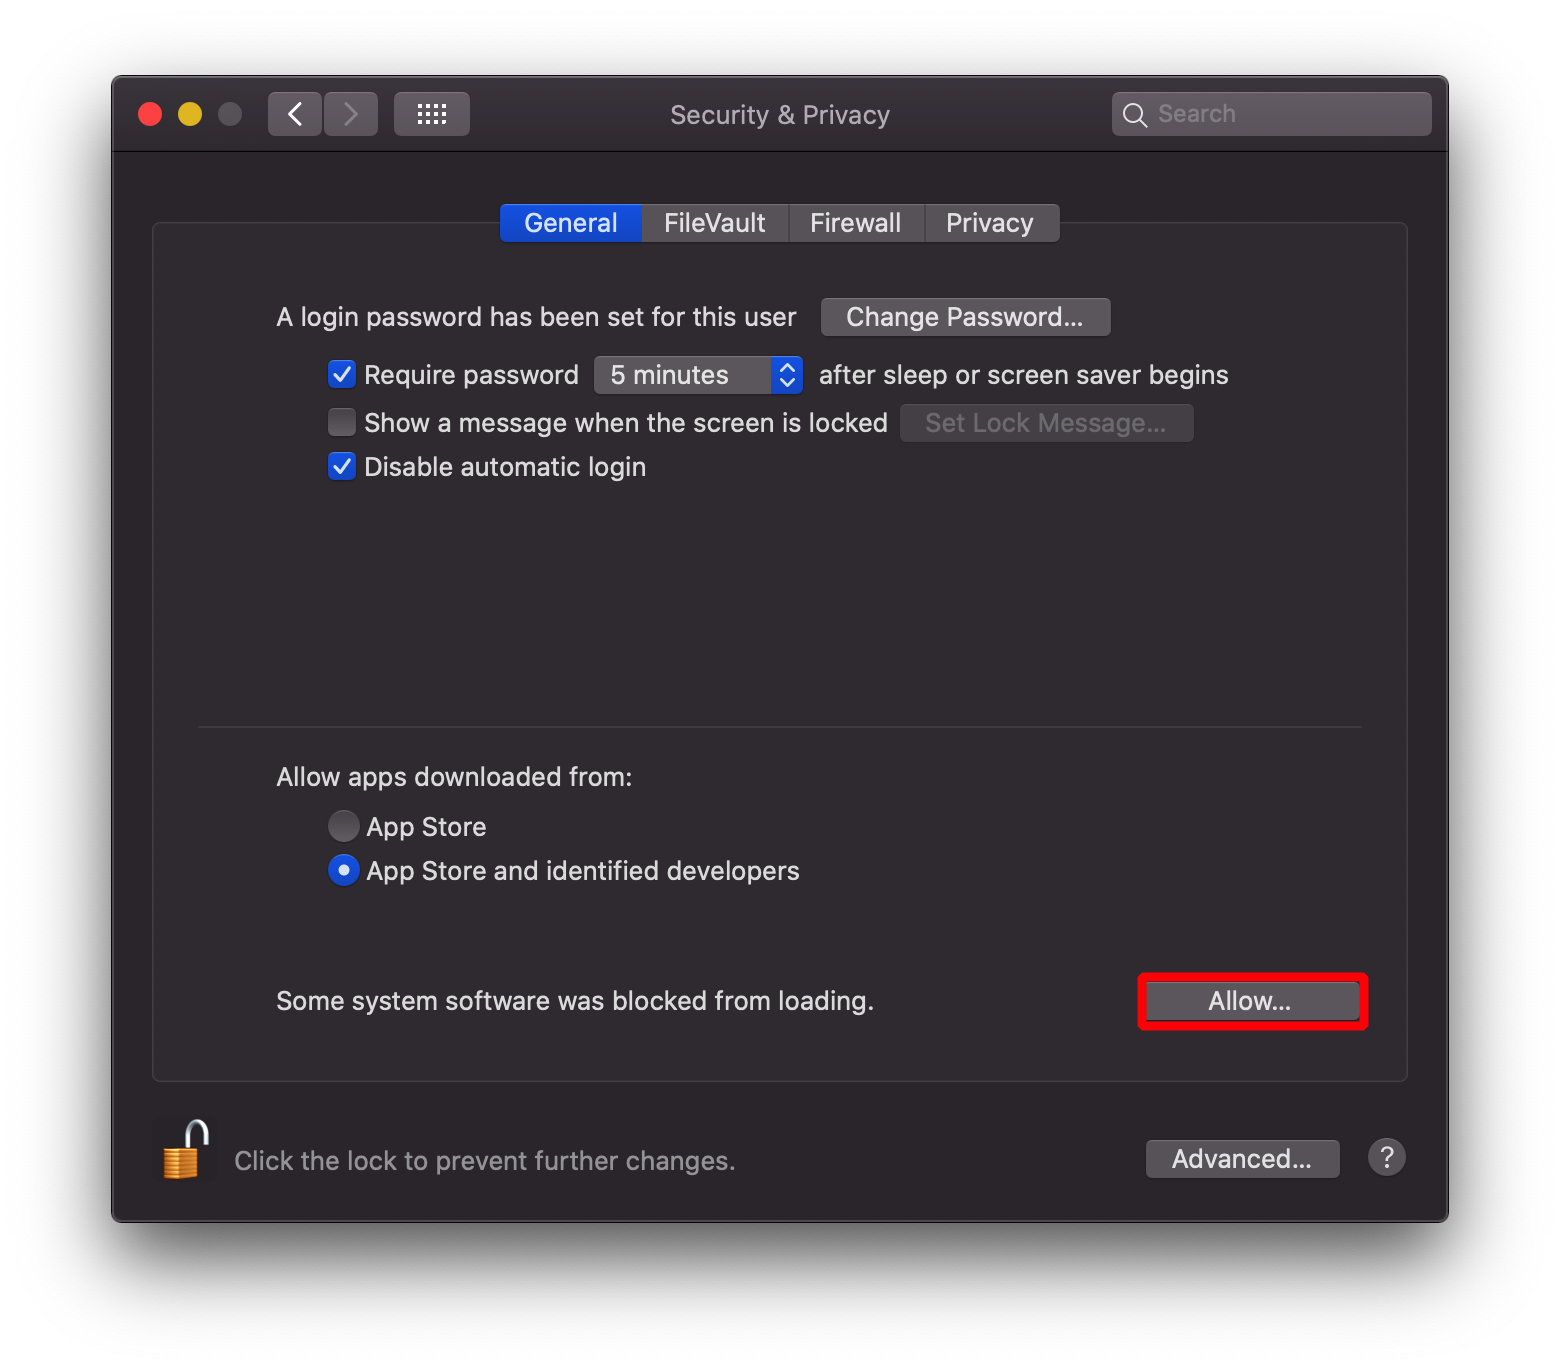 Security & Privacy
Search
General FileVault Firewall Privacy
A login password has been set for this user Change Password...
Require password 5 minutes after sleep or screen saver begins
Show a message when the screen is locked Set Lock Message...
Disable automatic login
Allow apps downloaded from:
App Store
App Store and identified developers
Some system software was blocked from loading. Allow...
Click the lock to prevent further changes. Advanced... ?